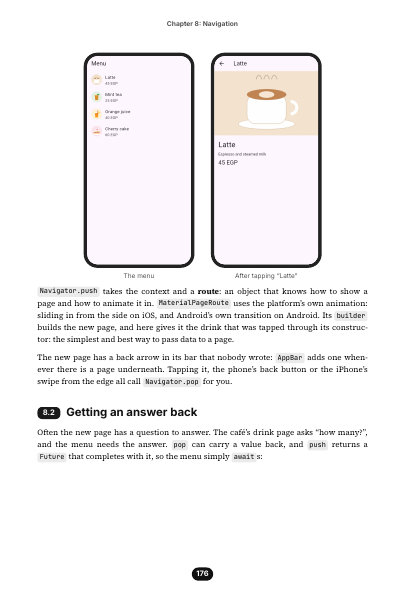 Chapter 8: Navigation
Menu
Latte
45 EGP
Mint tea
Orange juice
40 EGP
Cherry cake
60 EGP
Latte
Latte
Espresso and steamed milk
45 EGP
The menu
After tapping “Latte”
Navigator.push takes the context and a route: an object that knows how to show a
page and how to animate it in. MaterialPageRoute uses the platform’s own animation:
sliding in from the side on iOS, and Android’s own transition on Android. Its builder
builds the new page, and here gives it the drink that was tapped through its construc-
tor: the simplest and best way to pass data to a page.
The new page has a back arrow in its bar that nobody wrote: AppBar adds one when-
ever there is a page underneath. Tapping it, the phone’s back button or the iPhone’s
swipe from the edge all call Navigator.pop for you.
8.2 Getting an answer back
Often the new page has a question to answer. The café’s drink page asks “how many?”,
and the menu needs the answer. pop can carry a value back, and push returns a
Future that completes with it, so the menu simply await s:
176